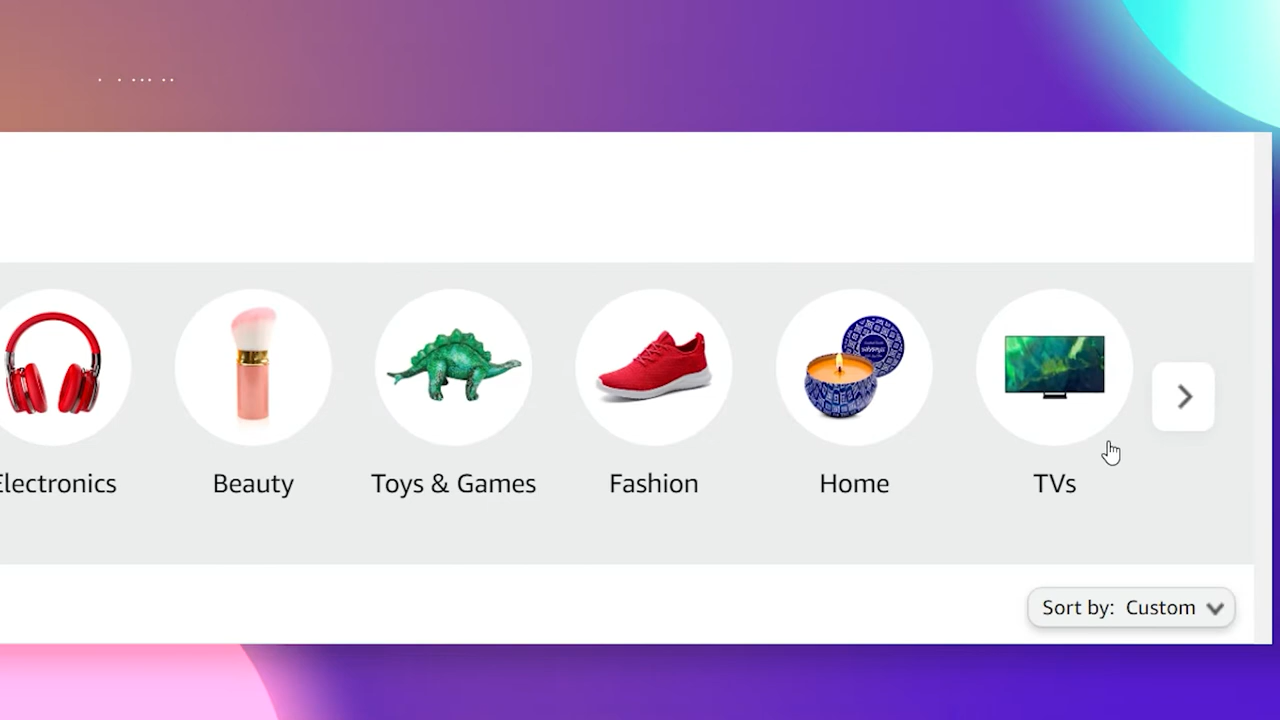 Electronics
Beauty
Toys & Games
Fashion
Home
TVs
Sort by: Custom